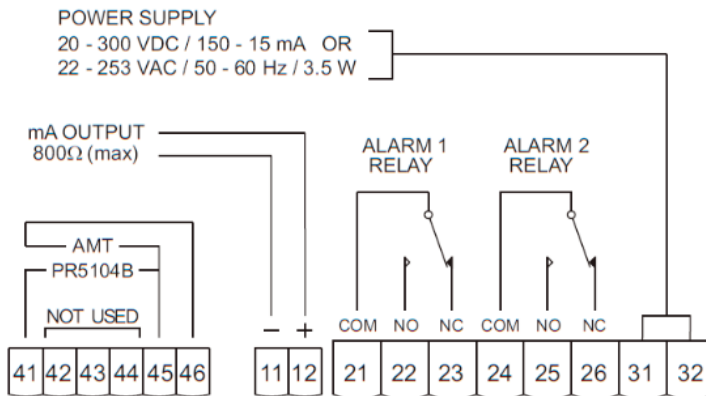 POWER SUPPLY
20 - 300 VDC / 150 - 15 mA OR
22 - 253 VAC / 50 - 60 Hz / 3.5 W
mA OUTPUT
800Ω (max)
ALARM 1
RELAY
ALARM 2
RELAY
AMT
PR5104B
NOT USED
− +
COM NO NC COM NO NC
41 42 43 44 45 46 11 12 21 22 23 24 25 26 31 32